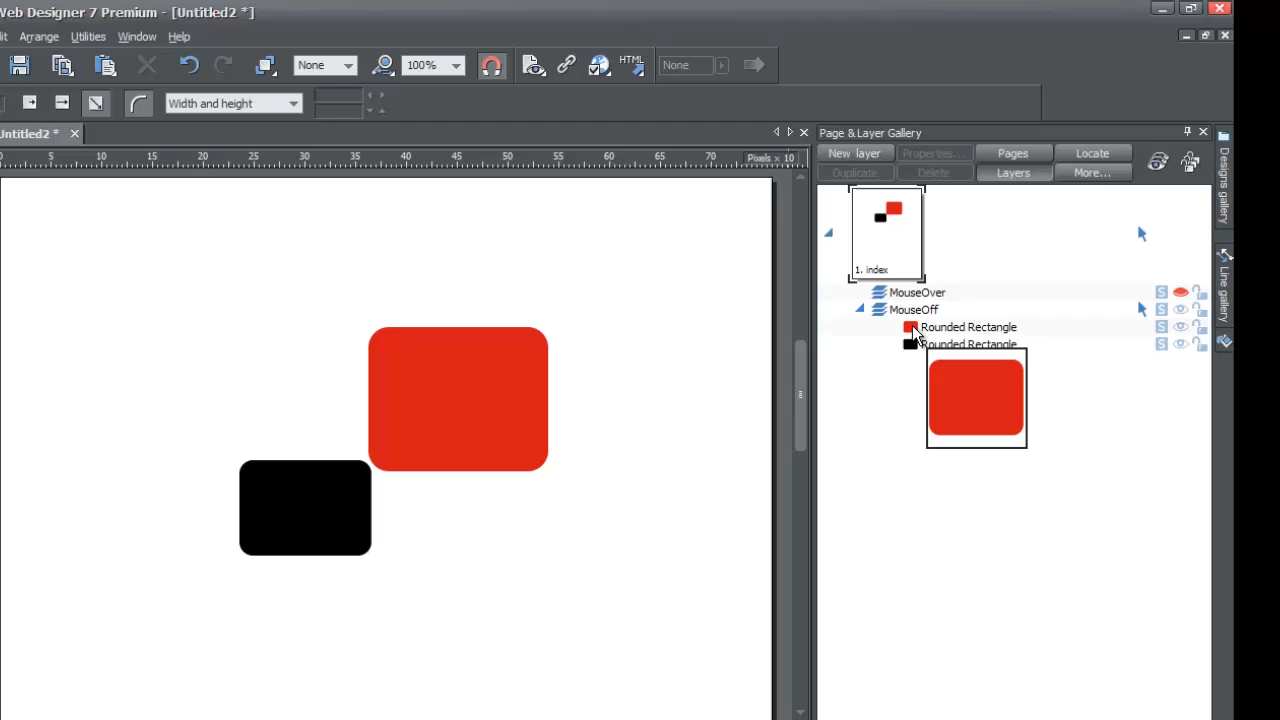 Web Designer 7 Premium - [Untitled2 *]
it Arrange Utilities Window Help
None 100% HTML None
Width and height
Untitled2 *
Page & Layer Gallery
0 5 10 15 20 25 30 35 40 45 50 55 60 65 70 Pixels x 10
New layer Properties... Pages Locate
Duplicate Delete Layers More...
1. index
MouseOver S
MouseOff S
Rounded Rectangle S
Rounded Rectangle S
Designs gallery
Line gallery